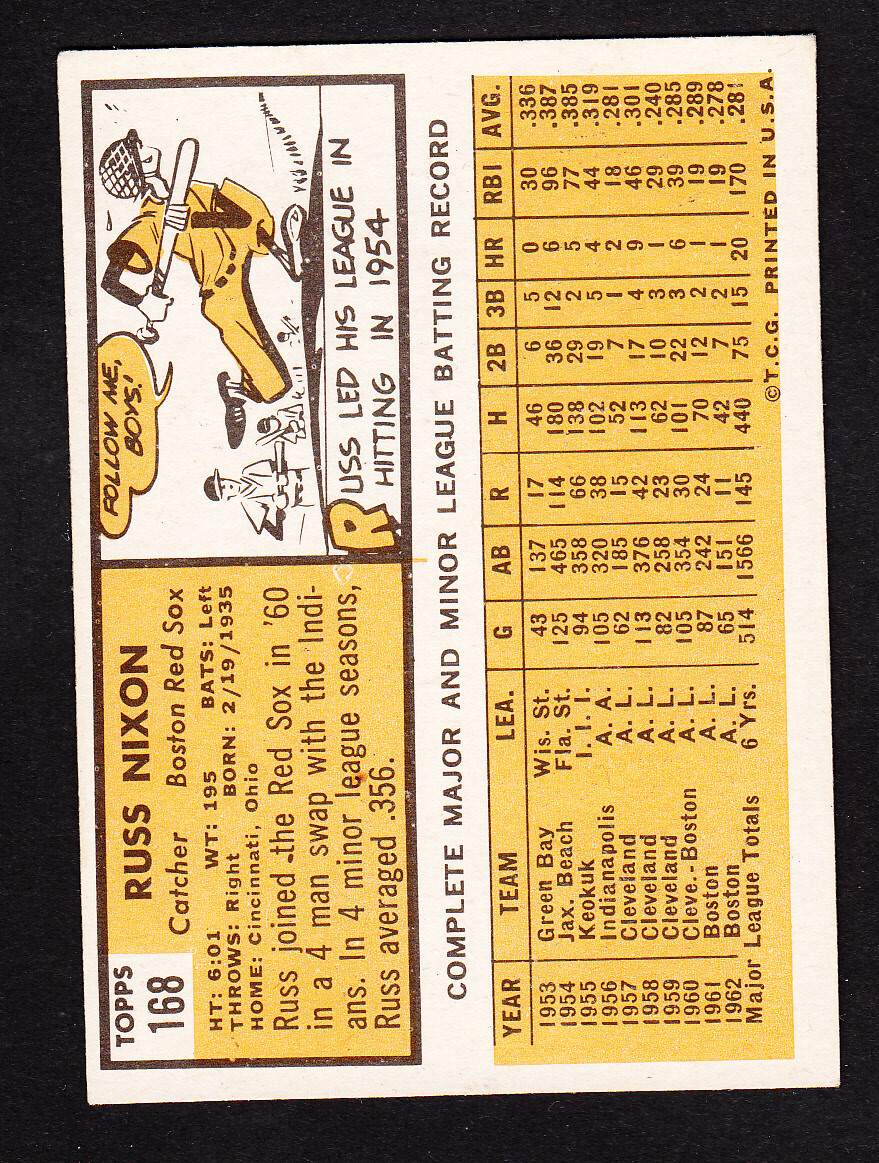 TOPPS
168
RUSS NIXON
Catcher Boston Red Sox
HT: 6:01 WT: 195 BATS: Left
THROWS: Right BORN: 2/19/1935
HOME: Cincinnati, Ohio
Russ joined the Red Sox in '60
in a 4 man swap with the Indi-
ans. In 4 minor league seasons,
Russ averaged .356.
FOLLOW ME,
BOYS!
RUSS LED HIS LEAGUE IN
HITTING IN 1954
COMPLETE MAJOR AND MINOR LEAGUE BATTING RECORD
YEAR TEAM LEA. G AB R H 2B 3B HR RBI AVG.
1953 Green Bay Wis. St. 43 137 17 46 6 5 0 30 .336
1954 Jax. Beach Fla. St. 125 465 114 180 36 12 6 96 .387
1955 Keokuk I. I. I. 94 358 66 138 29 2 5 77 .385
1956 Indianapolis A. A. 105 320 38 102 19 5 4 44 .319
1957 Cleveland A. L. 62 185 15 52 7 1 2 18 .281
1958 Cleveland A. L. 113 376 42 113 17 4 9 46 .301
1959 Cleveland A. L. 82 258 23 62 10 3 1 29 .240
1960 Cleve.-Boston A. L. 105 354 30 101 22 3 6 39 .285
1961 Boston A. L. 87 242 24 70 12 2 1 19 .289
1962 Boston A. L. 65 151 11 42 7 2 1 19 .278
Major League Totals 6 Yrs. 514 1566 145 440 75 15 20 170 .281
©T.C.G. PRINTED IN U.S.A.